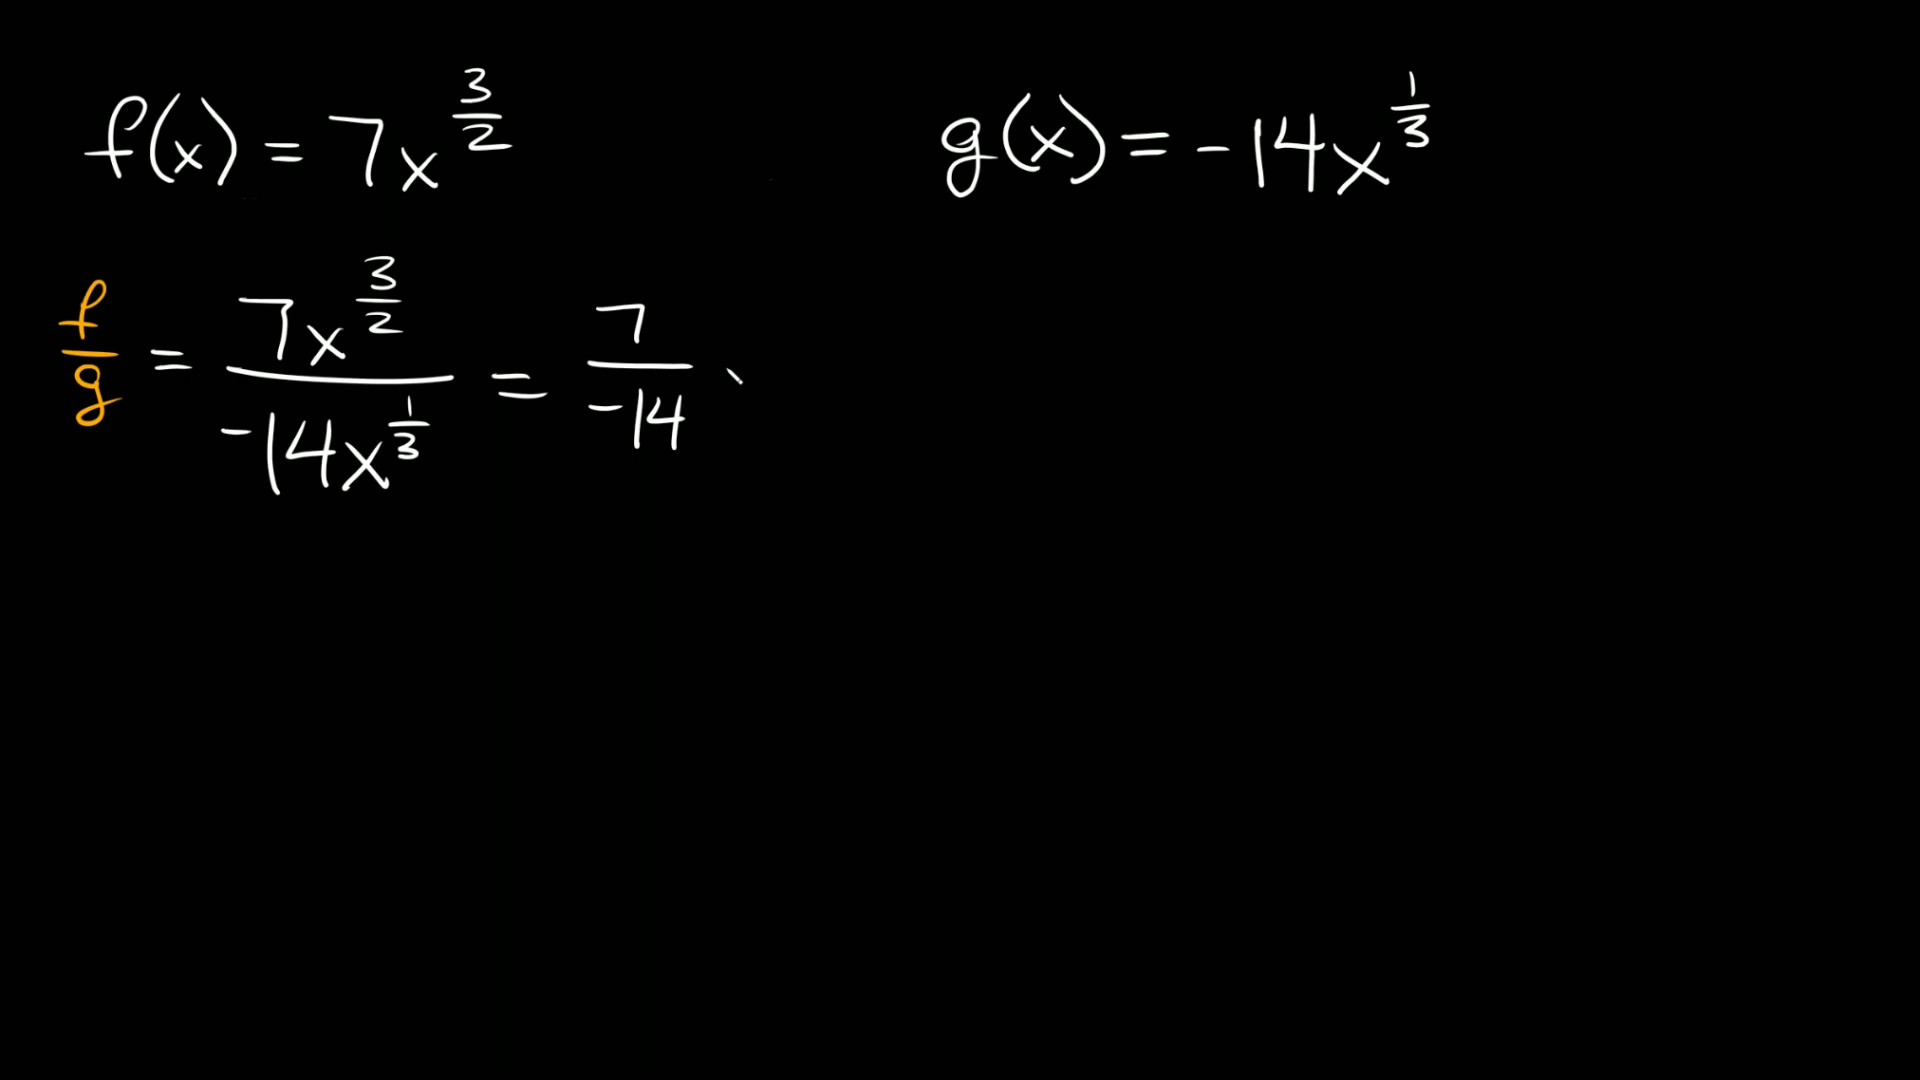 f(x) = 7x^{3/2}    g(x) = -14x^{1/3}
f/g = 7x^{3/2} / -14x^{1/3} = 7/-14